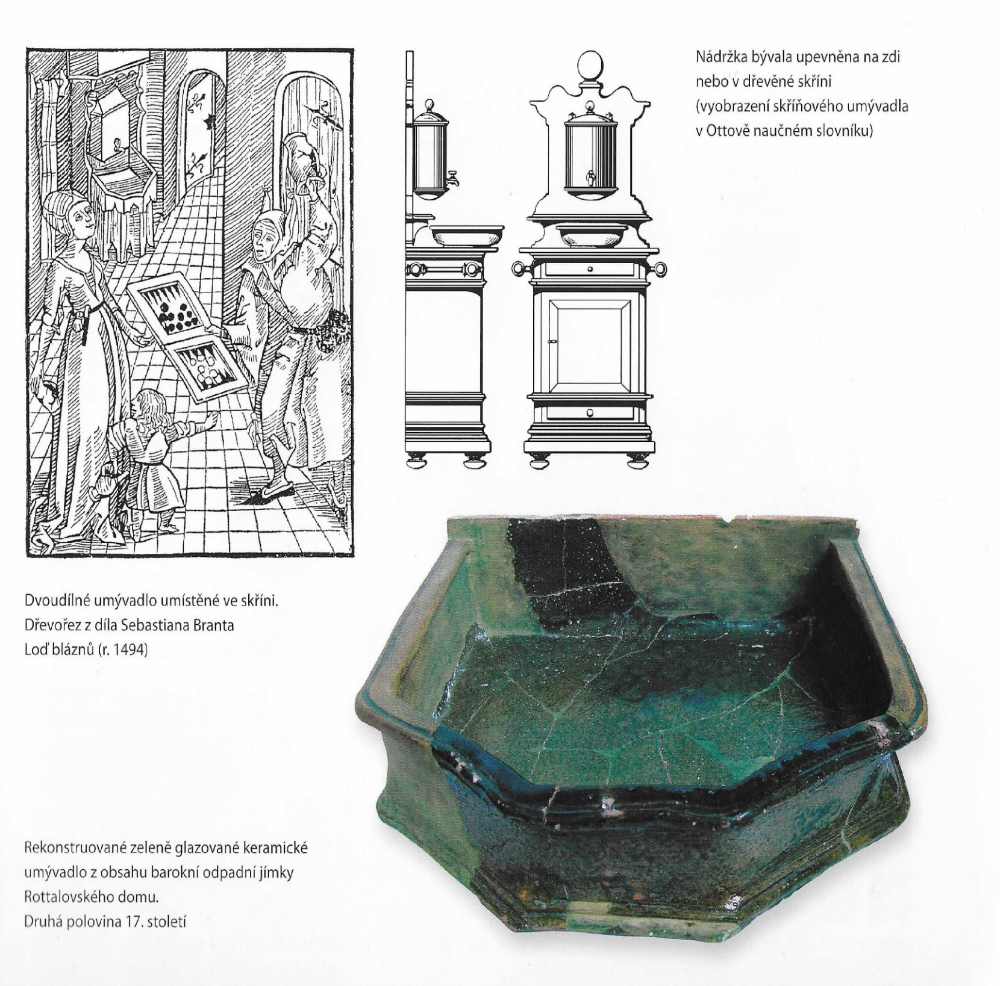 Nádržka bývala upevněna na zdi
nebo v dřevěné skříni
(vyobrazení skříňového umývadla
v Ottově naučném slovníku)
Dvoudílné umývadlo umístěné ve skříni.
Dřevořez z díla Sebastiana Branta
Loď bláznů (r. 1494)
Rekonstruované zeleně glazované keramické
umývadlo z obsahu barokní odpadní jímky
Rottalovského domu.
Druhá polovina 17. století